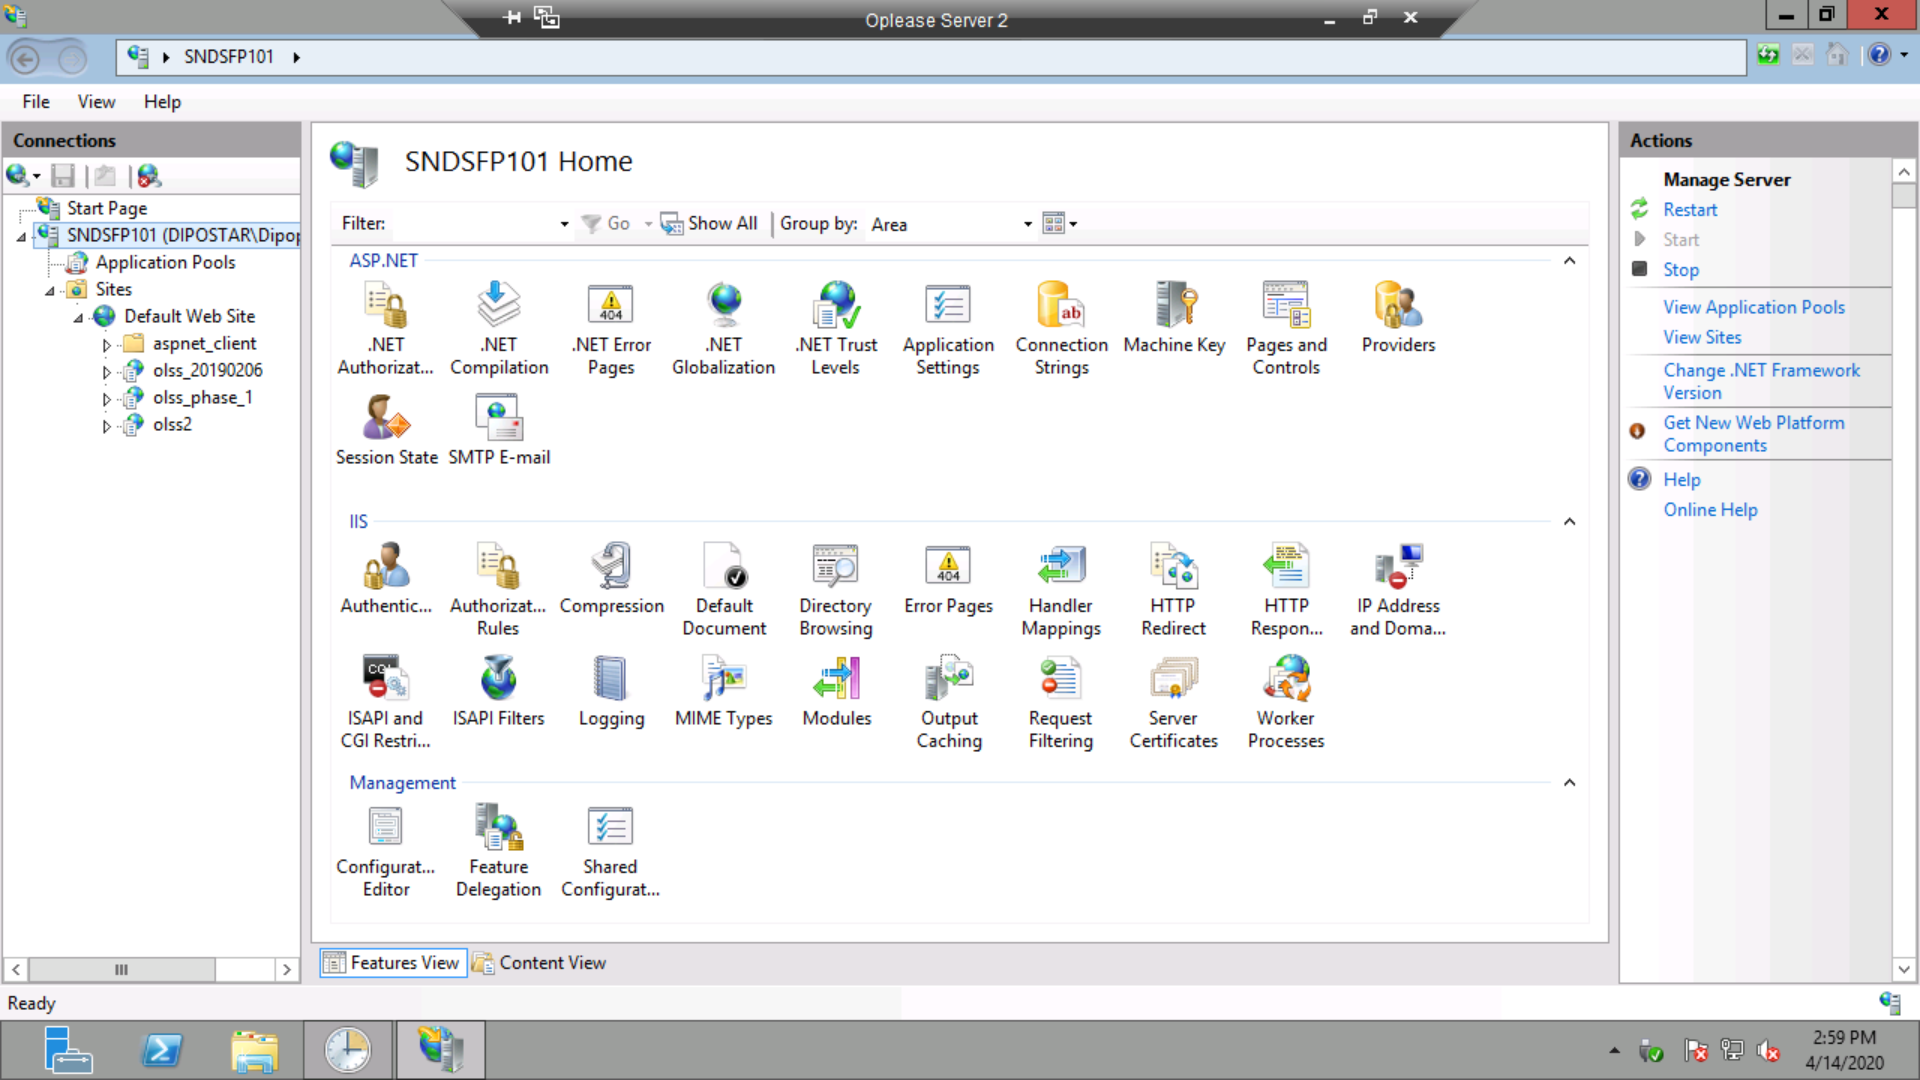 Oplease Server 2
SNDSFP101
File View Help
Connections
Start Page
SNDSFP101 (DIPOSTAR\Dipop
Application Pools
Sites
Default Web Site
aspnet_client
olss_20190206
olss_phase_1
olss2
SNDSFP101 Home
Filter: Go Show All Group by: Area
ASP.NET
.NET Authorizat...
.NET Compilation
.NET Error Pages
.NET Globalization
.NET Trust Levels
Application Settings
Connection Strings
Machine Key
Pages and Controls
Providers
Session State
SMTP E-mail
IIS
Authentic...
Authorizat... Rules
Compression
Default Document
Directory Browsing
Error Pages
Handler Mappings
HTTP Redirect
HTTP Respon...
IP Address and Doma...
ISAPI and CGI Restri...
ISAPI Filters
Logging
MIME Types
Modules
Output Caching
Request Filtering
Server Certificates
Worker Processes
Management
Configurat... Editor
Feature Delegation
Shared Configurat...
Features View Content View
Actions
Manage Server
Restart
Start
Stop
View Application Pools
View Sites
Change .NET Framework
Version
Get New Web Platform
Components
Help
Online Help
Ready
2:59 PM
4/14/2020